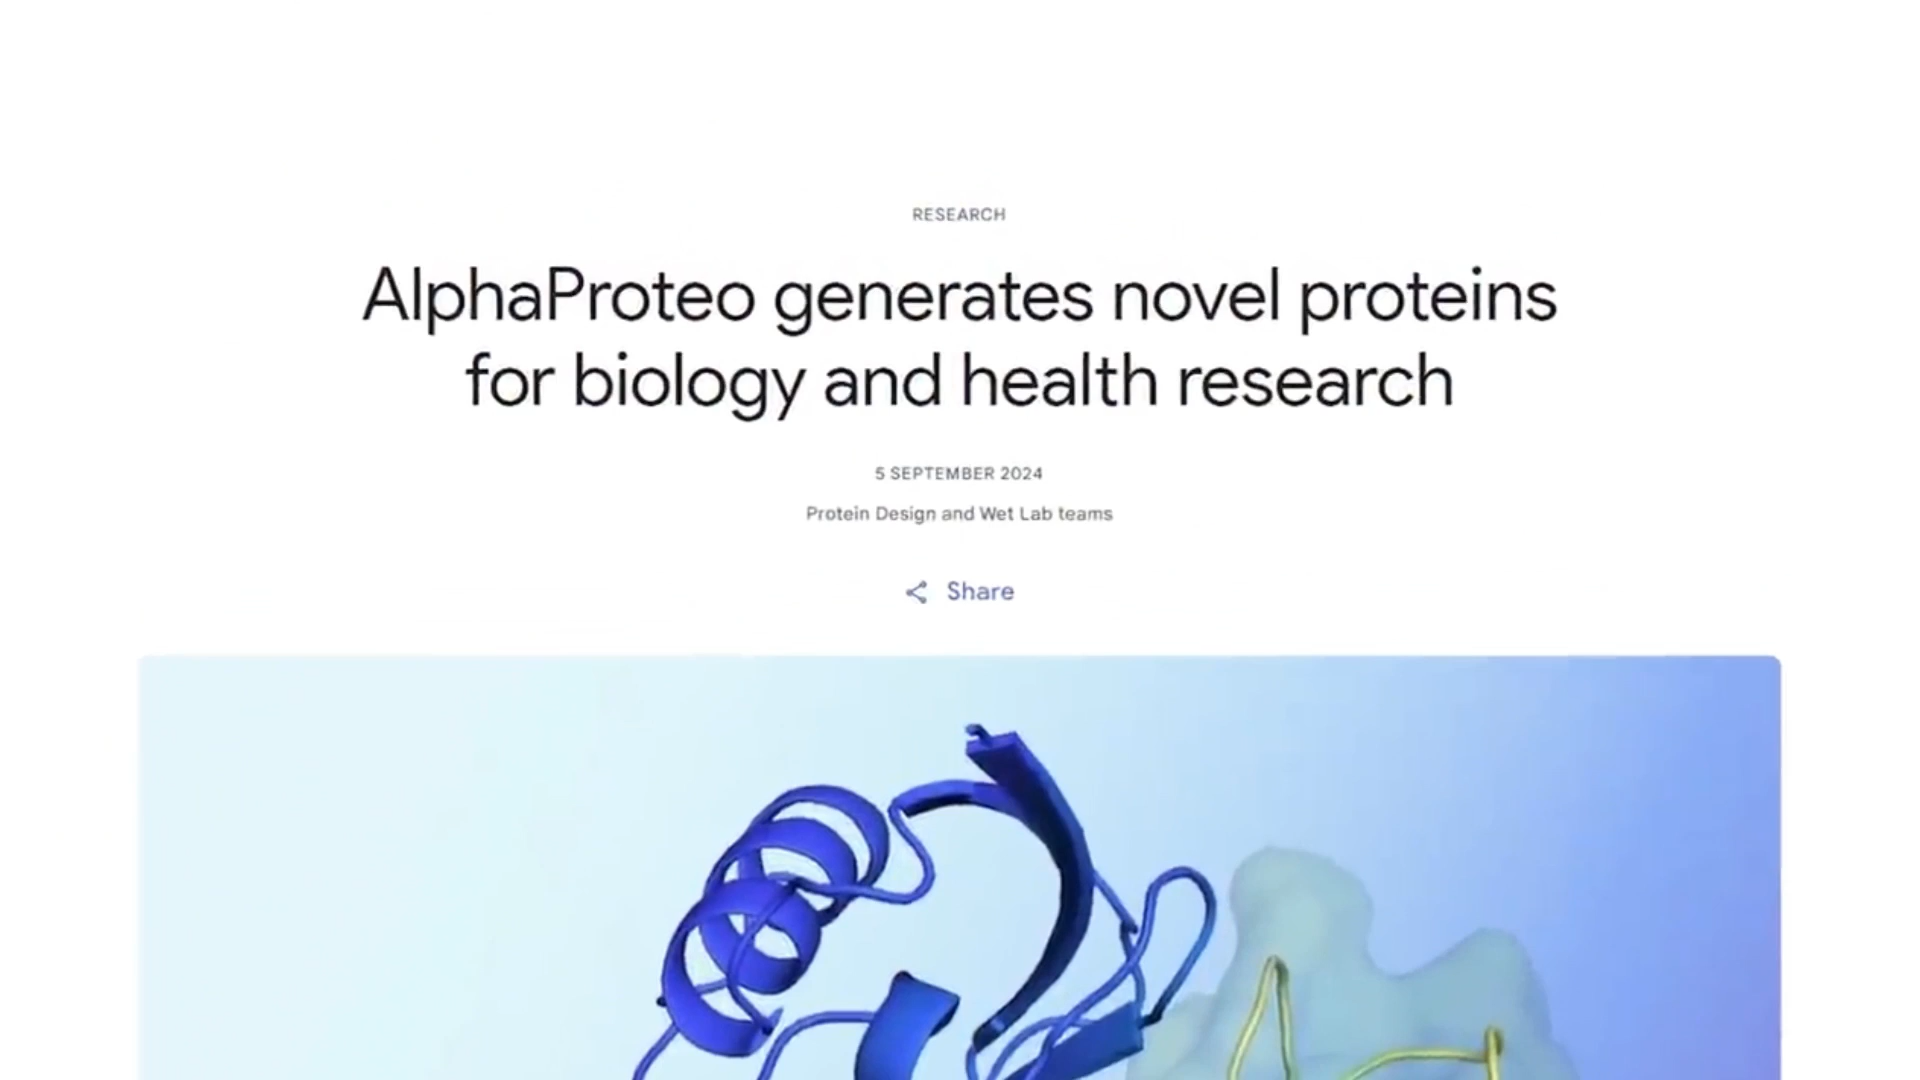 RESEARCH
AlphaProteo generates novel proteins
for biology and health research
5 SEPTEMBER 2024
Protein Design and Wet Lab teams
Share